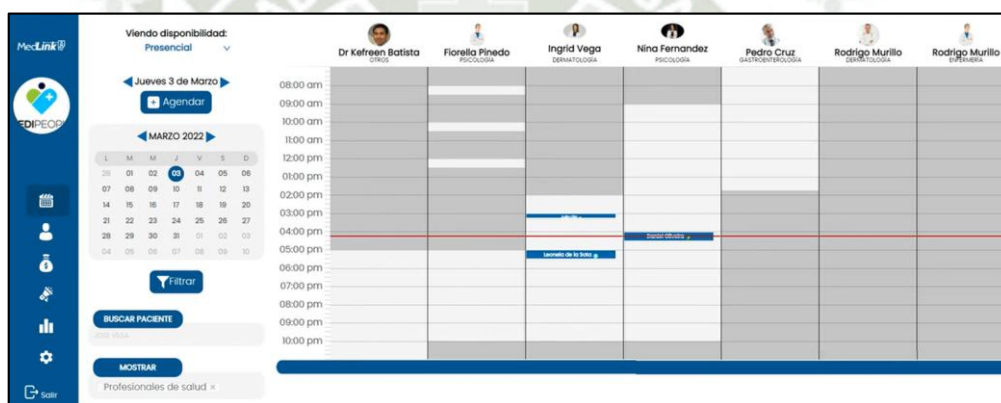 MedLink
EDIPEOPL
Salir
Viendo disponibilidad:
Presencial
Jueves 3 de Marzo
Agendar
MARZO 2022
L M M J V S D
28 01 02 03 04 05 06
07 08 09 10 11 12 13
14 15 16 17 18 19 20
21 22 23 24 25 26 27
28 29 30 31 01 02 03
04 05 06 07 08 09 10
Filtrar
BUSCAR PACIENTE
MOSTRAR
Profesionales de salud ×
Dr Kefreen Batista
OTROS
Fiorella Pinedo
PSICOLOGÍA
Ingrid Vega
DERMATOLOGÍA
Nina Fernandez
PSICOLOGÍA
Pedro Cruz
GASTROENTEROLOGÍA
Rodrigo Murillo
DERMATOLOGÍA
Rodrigo Murillo
ENFERMERÍA
08:00 am
09:00 am
10:00 am
11:00 am
12:00 pm
01:00 pm
02:00 pm
03:00 pm
04:00 pm
Daniel Oliveira
05:00 pm
Leonela de la Sota
06:00 pm
07:00 pm
08:00 pm
09:00 pm
10:00 pm